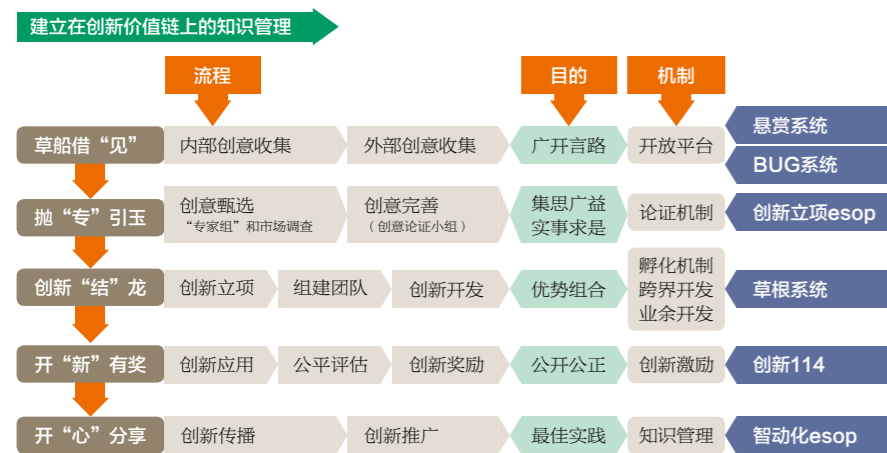 建立在创新价值链上的知识管理
流程
目的
机制
草船借“见”
内部创意收集
外部创意收集
广开言路
开放平台
悬赏系统
BUG系统
抛“专”引玉
创意甄选
“专家组”和市场调查
创意完善
（创意论证小组）
集思广益
实事求是
论证机制
创新立项esop
创新“结”龙
创新立项
组建团队
创新开发
优势组合
孵化机制
跨界开发
业余开发
草根系统
开“新”有奖
创新应用
公平评估
创新奖励
公开公正
创新激励
创新114
开“心”分享
创新传播
创新推广
最佳实践
知识管理
智动化esop